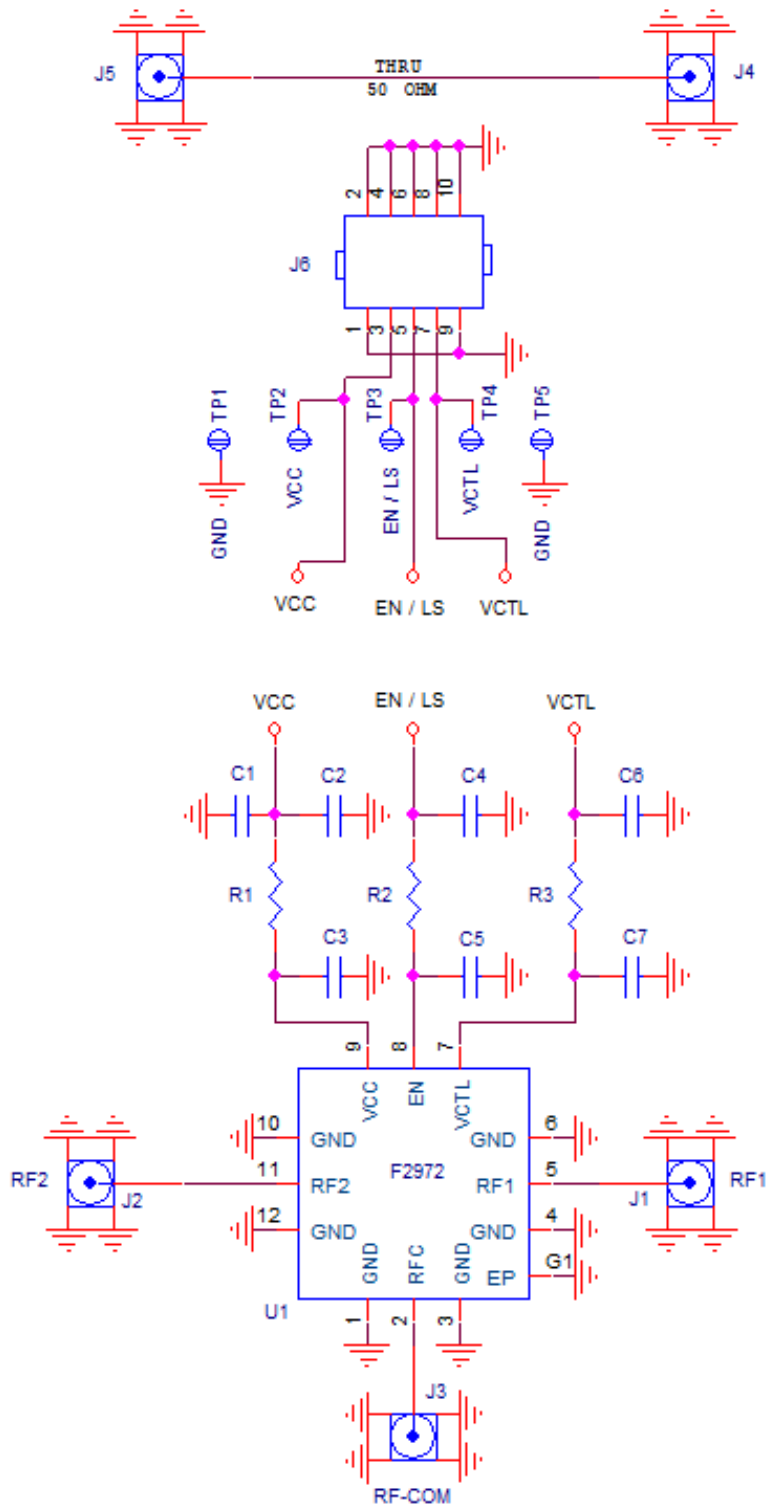 J5
THRU
50 OHM
J4
2
4
6
8
10
J6
1
3
5
7
9
TP1
TP2
TP3
TP4
TP5
GND
VCC
EN / LS
VCTL
GND
VCC
EN / LS
VCTL
VCC
EN / LS
VCTL
C1
C2
C4
C6
R1
R2
R3
C3
C5
C7
9
8
7
VCC
EN
VCTL
10
GND
GND
6
RF2
J2
11
RF2
F2972
RF1
5
J1
RF1
12
GND
GND
4
GND
RFC
GND
EP
G1
U1
1
2
3
J3
RF-COM